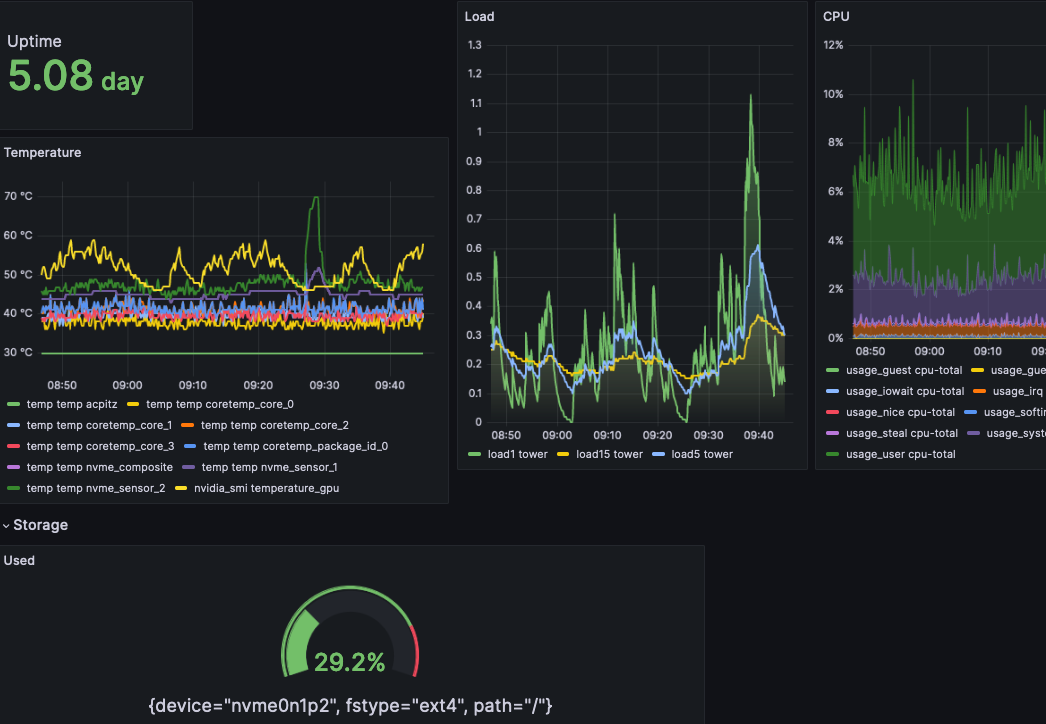 Uptime
5.08 day
Temperature
70 °C
60 °C
50 °C
40 °C
30 °C
08:50 09:00 09:10 09:20 09:30 09:40
temp temp acpitz temp temp coretemp_core_0
temp temp coretemp_core_1 temp temp coretemp_core_2
temp temp coretemp_core_3 temp temp coretemp_package_id_0
temp temp nvme_composite temp temp nvme_sensor_1
temp temp nvme_sensor_2 nvidia_smi temperature_gpu
Load
1.3
1.2
1.1
1
0.9
0.8
0.7
0.6
0.5
0.4
0.3
0.2
0.1
0
08:50 09:00 09:10 09:20 09:30 09:40
load1 tower load15 tower load5 tower
CPU
12%
10%
8%
6%
4%
2%
0%
08:50 09:00 09:10 09:
usage_guest cpu-total usage_gue
usage_iowait cpu-total usage_irq
usage_nice cpu-total usage_softir
usage_steal cpu-total usage_syst
usage_user cpu-total
Storage
Used
29.2%
{device="nvme0n1p2", fstype="ext4", path="/"}